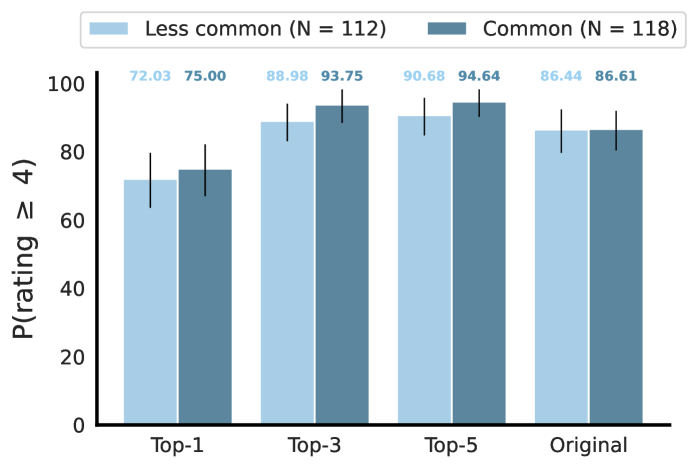 Less common (N = 112) Common (N = 118)
72.03 75.00 88.98 93.75 90.68 94.64 86.44 86.61
P(rating ≥ 4)
100
80
60
40
20
0
Top-1 Top-3 Top-5 Original